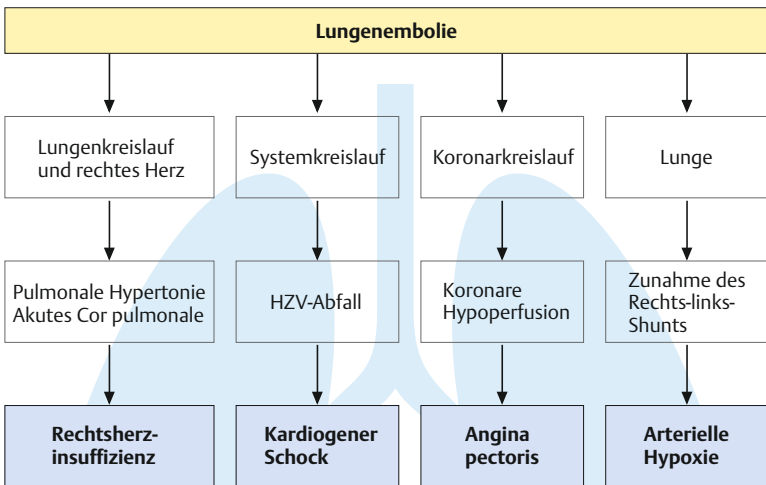 Lungenembolie
Lungenkreislauf
und rechtes Herz
Systemkreislauf
Koronarkreislauf
Lunge
Pulmonale Hypertonie
Akutes Cor pulmonale
HZV-Abfall
Koronare
Hypoperfusion
Zunahme des
Rechts-links-
Shunts
Rechtsherz-
insuffizienz
Kardiogener
Schock
Angina
pectoris
Arterielle
Hypoxie